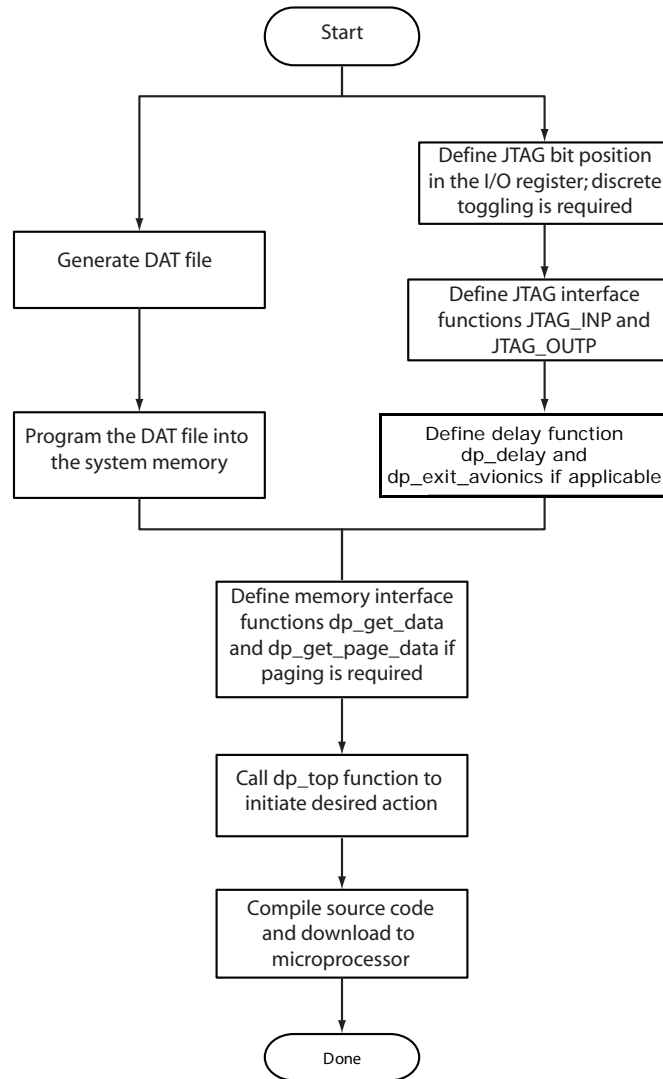 Start
Generate DAT file
Program the DAT file into
the system memory
Define JTAG bit position
in the I/O register; discrete
toggling is required
Define JTAG interface
functions JTAG_INP and
JTAG_OUTP
Define delay function
dp_delay and
dp_exit_avionics if applicable
Define memory interface
functions dp_get_data
and dp_get_page_data if
paging is required
Call dp_top function to
initiate desired action
Compile source code
and download to
microprocessor
Done